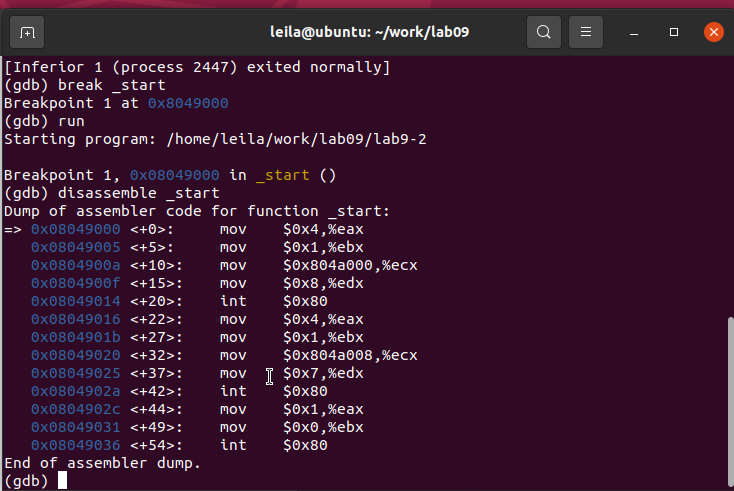 leila@ubuntu: ~/work/lab09
[Inferior 1 (process 2447) exited normally]
(gdb) break _start
Breakpoint 1 at 0x8049000
(gdb) run
Starting program: /home/leila/work/lab09/lab9-2
Breakpoint 1, 0x08049000 in _start ()
(gdb) disassemble _start
Dump of assembler code for function _start:
=> 0x08049000 <+0>:     mov    $0x4,%eax
   0x08049005 <+5>:     mov    $0x1,%ebx
   0x0804900a <+10>:    mov    $0x804a000,%ecx
   0x0804900f <+15>:    mov    $0x8,%edx
   0x08049014 <+20>:    int    $0x80
   0x08049016 <+22>:    mov    $0x4,%eax
   0x0804901b <+27>:    mov    $0x1,%ebx
   0x08049020 <+32>:    mov    $0x804a008,%ecx
   0x08049025 <+37>:    mov    $0x7,%edx
   0x0804902a <+42>:    int    $0x80
   0x0804902c <+44>:    mov    $0x1,%eax
   0x08049031 <+49>:    mov    $0x0,%ebx
   0x08049036 <+54>:    int    $0x80
End of assembler dump.
(gdb)